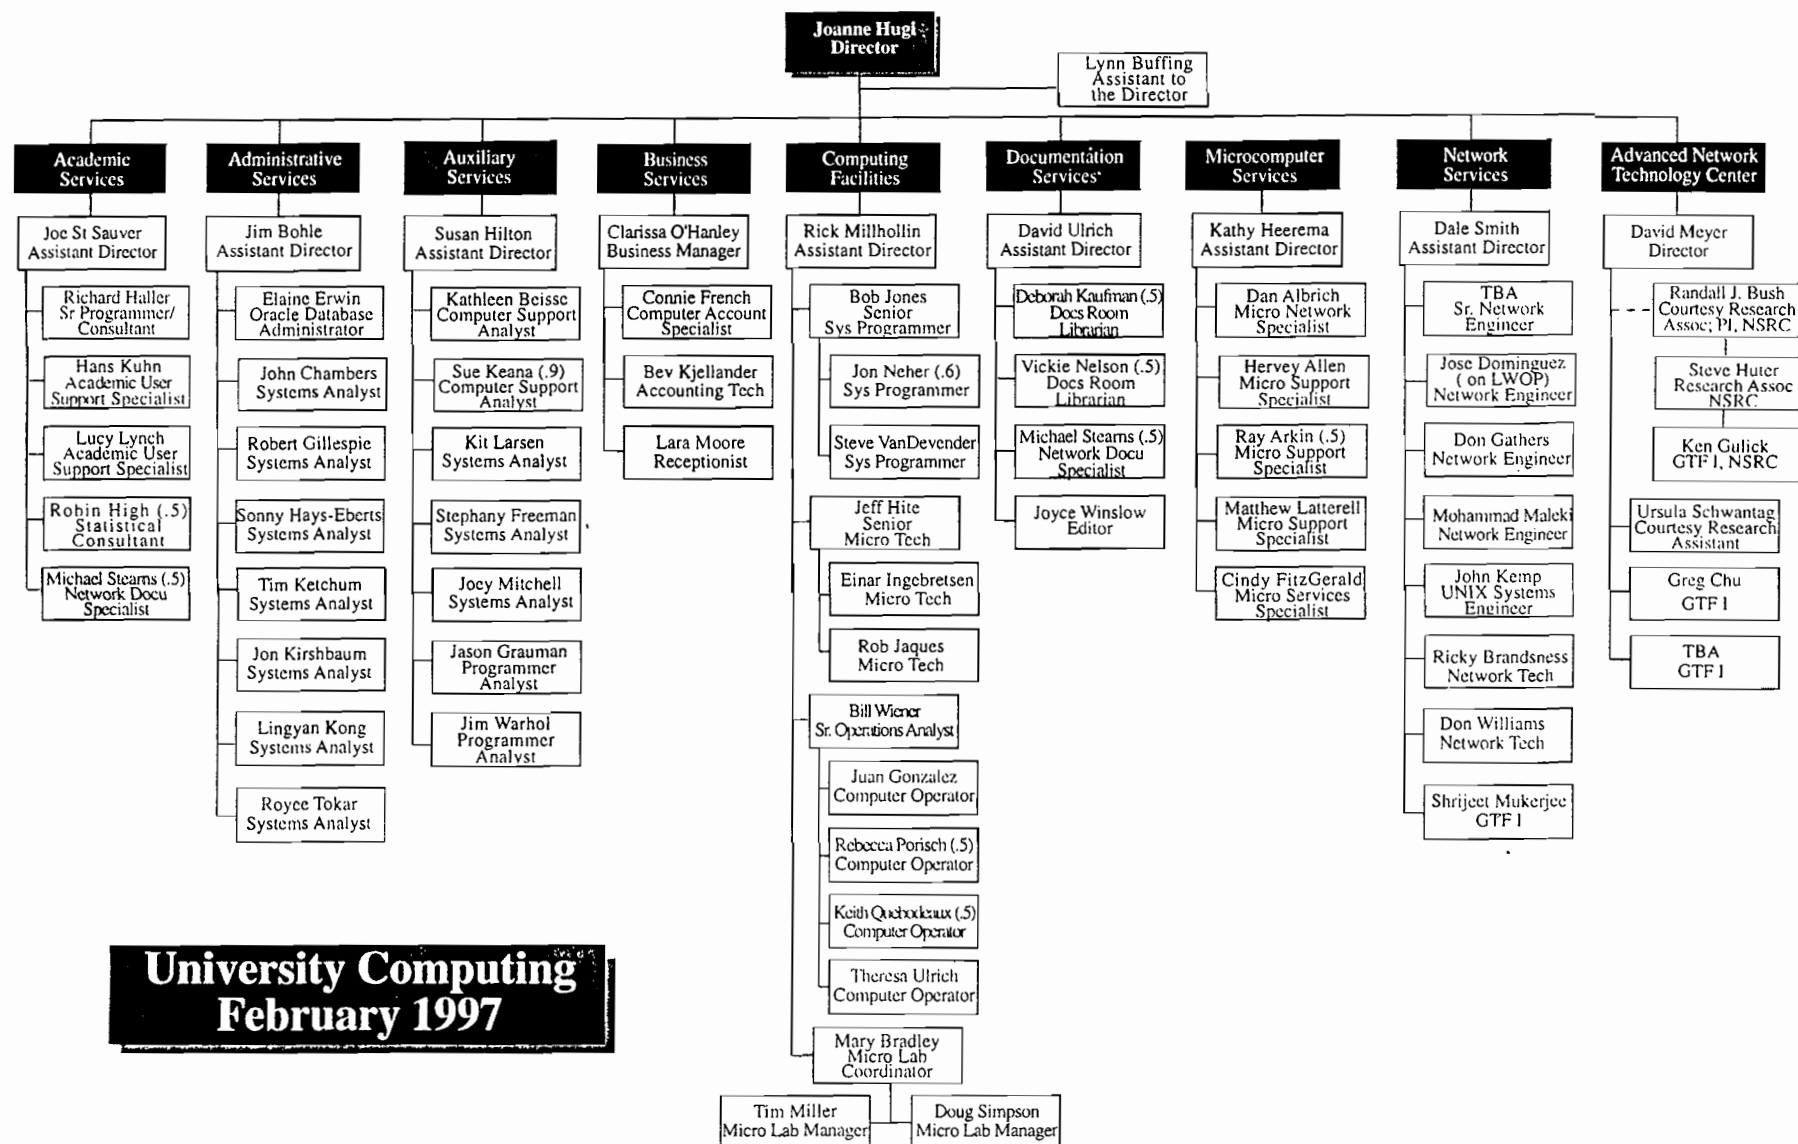 Joanne Hugi
Director
Lynn Buffing
Assistant to
the Director
Academic
Services
Joe St Sauver
Assistant Director
Richard Haller
Sr Programmer/
Consultant
Hans Kuhn
Academic User
Support Specialist
Lucy Lynch
Academic User
Support Specialist
Robin High (.5)
Statistical
Consultant
Michael Stearns (.5)
Network Docu
Specialist
Administrative
Services
Jim Bohle
Assistant Director
Elaine Erwin
Oracle Database
Administrator
John Chambers
Systems Analyst
Robert Gillespie
Systems Analyst
Sonny Hays-Eberts
Systems Analyst
Tim Ketchum
Systems Analyst
Jon Kirshbaum
Systems Analyst
Lingyan Kong
Systems Analyst
Royce Tokar
Systems Analyst
Auxiliary
Services
Susan Hilton
Assistant Director
Kathleen Beisse
Computer Support
Analyst
Sue Keana (.9)
Computer Support
Analyst
Kit Larsen
Systems Analyst
Stephany Freeman
Systems Analyst
Joey Mitchell
Systems Analyst
Jason Grauman
Programmer
Analyst
Jim Warhol
Programmer
Analyst
Business
Services
Clarissa O'Hanley
Business Manager
Connie French
Computer Account
Specialist
Bev Kjellander
Accounting Tech
Lara Moore
Receptionist
Computing
Facilities
Rick Millhollin
Assistant Director
Bob Jones
Senior
Sys Programmer
Jon Neher (.6)
Sys Programmer
Steve VanDevender
Sys Programmer
Jeff Hite
Senior
Micro Tech
Einar Ingebretsen
Micro Tech
Rob Jaques
Micro Tech
Bill Wiener
Sr. Operations Analyst
Juan Gonzalez
Computer Operator
Rebecca Porisch (.5)
Computer Operator
Keith Quebodeaux (.5)
Computer Operator
Theresa Ulrich
Computer Operator
Mary Bradley
Micro Lab
Coordinator
Tim Miller
Micro Lab Manager
Doug Simpson
Micro Lab Manager
Documentation
Services
David Ulrich
Assistant Director
Deborah Kaufman (.5)
Docs Room
Librarian
Vickie Nelson (.5)
Docs Room
Librarian
Michael Stearns (.5)
Network Docu
Specialist
Joyce Winslow
Editor
Microcomputer
Services
Kathy Heerema
Assistant Director
Dan Albrich
Micro Network
Specialist
Hervey Allen
Micro Support
Specialist
Ray Arkin (.5)
Micro Support
Specialist
Matthew Latterell
Micro Support
Specialist
Cindy FitzGerald
Micro Services
Specialist
Network
Services
Dale Smith
Assistant Director
TBA
Sr. Network
Engineer
Jose Dominguez
( on LWOP)
Network Engineer
Don Gathers
Network Engineer
Mohammad Maleki
Network Engineer
John Kemp
UNIX Systems
Engineer
Ricky Brandsness
Network Tech
Don Williams
Network Tech
Shrijeet Mukerjee
GTF I
Advanced Network
Technology Center
David Meyer
Director
Randall J. Bush
Courtesy Research
Assoc; PI, NSRC
Steve Huter
Research Assoc
NSRC
Ken Gulick
GTF I, NSRC
Ursula Schwantag
Courtesy Research
Assistant
Greg Chu
GTF I
TBA
GTF I
University Computing
February 1997